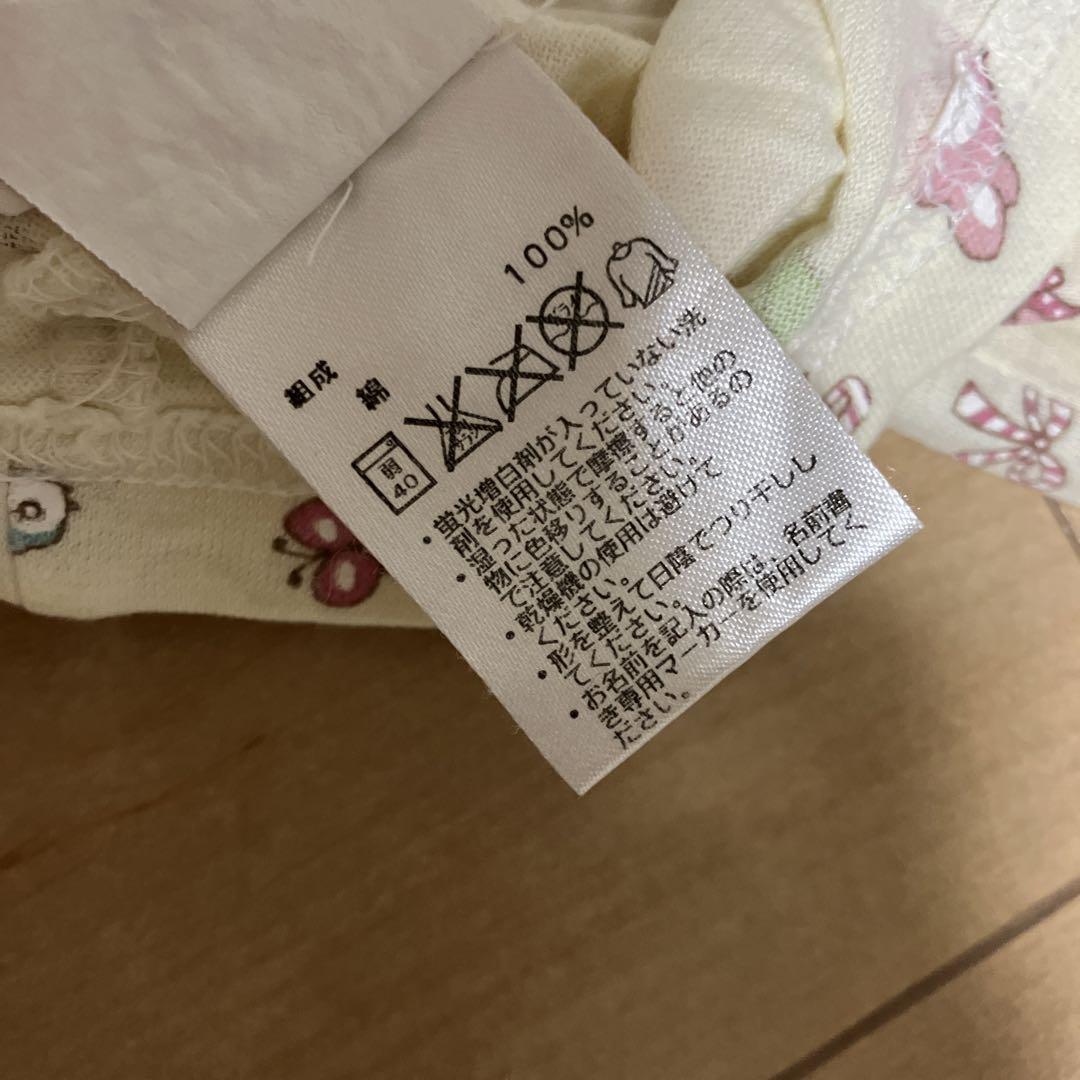 組成
綿 100%
弱
40
・蛍光増白剤が入っていない洗
剤を使用してください。
・湿った状態で摩擦すると他の
物に色移りすることがあるの
で注意してください。
・乾燥機の使用は避けて
ください。
・形を整えて日陰でつり干しし
てください。
・お名前を記入の際は、名前書
き専用マーカーを使用してく
ださい。